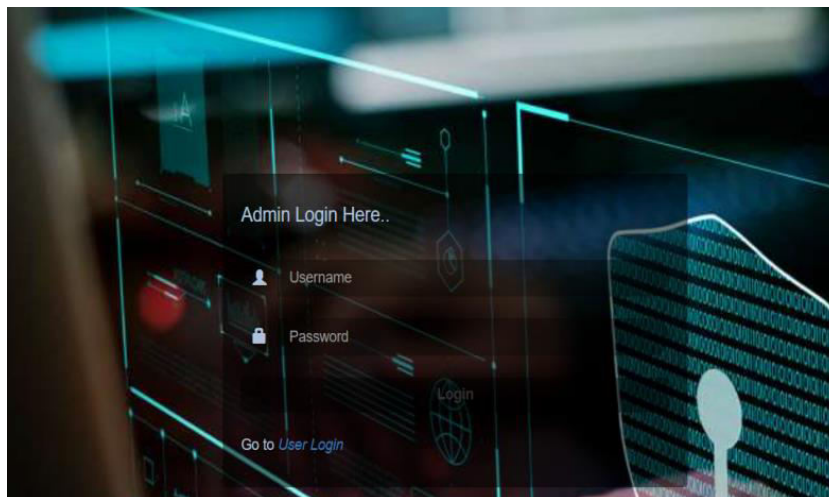 Admin Login Here..
Username
Password
Login
Go to User Login